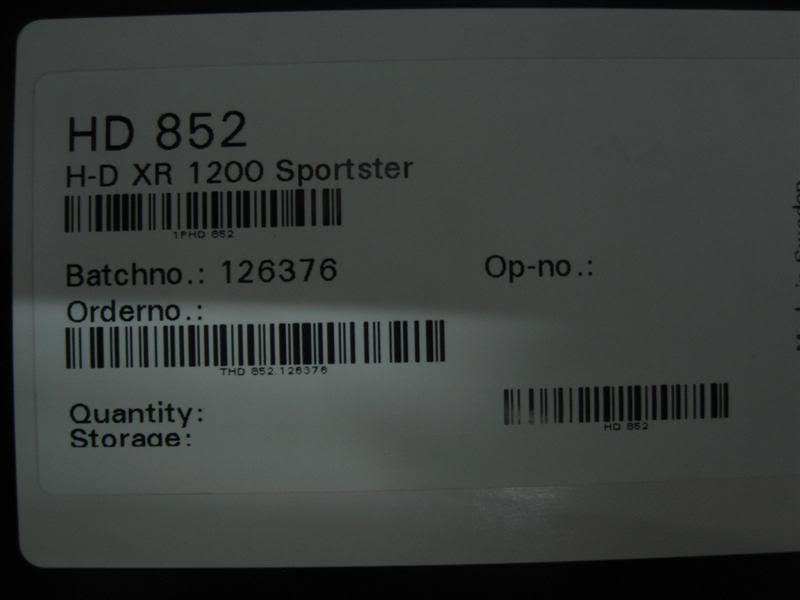 HD 852
H-D XR 1200 Sportster
1PHD 852
Batchno.: 126376
Op-no.:
Orderno.:
THD 852.126376
Quantity:
HD 852
Storage: